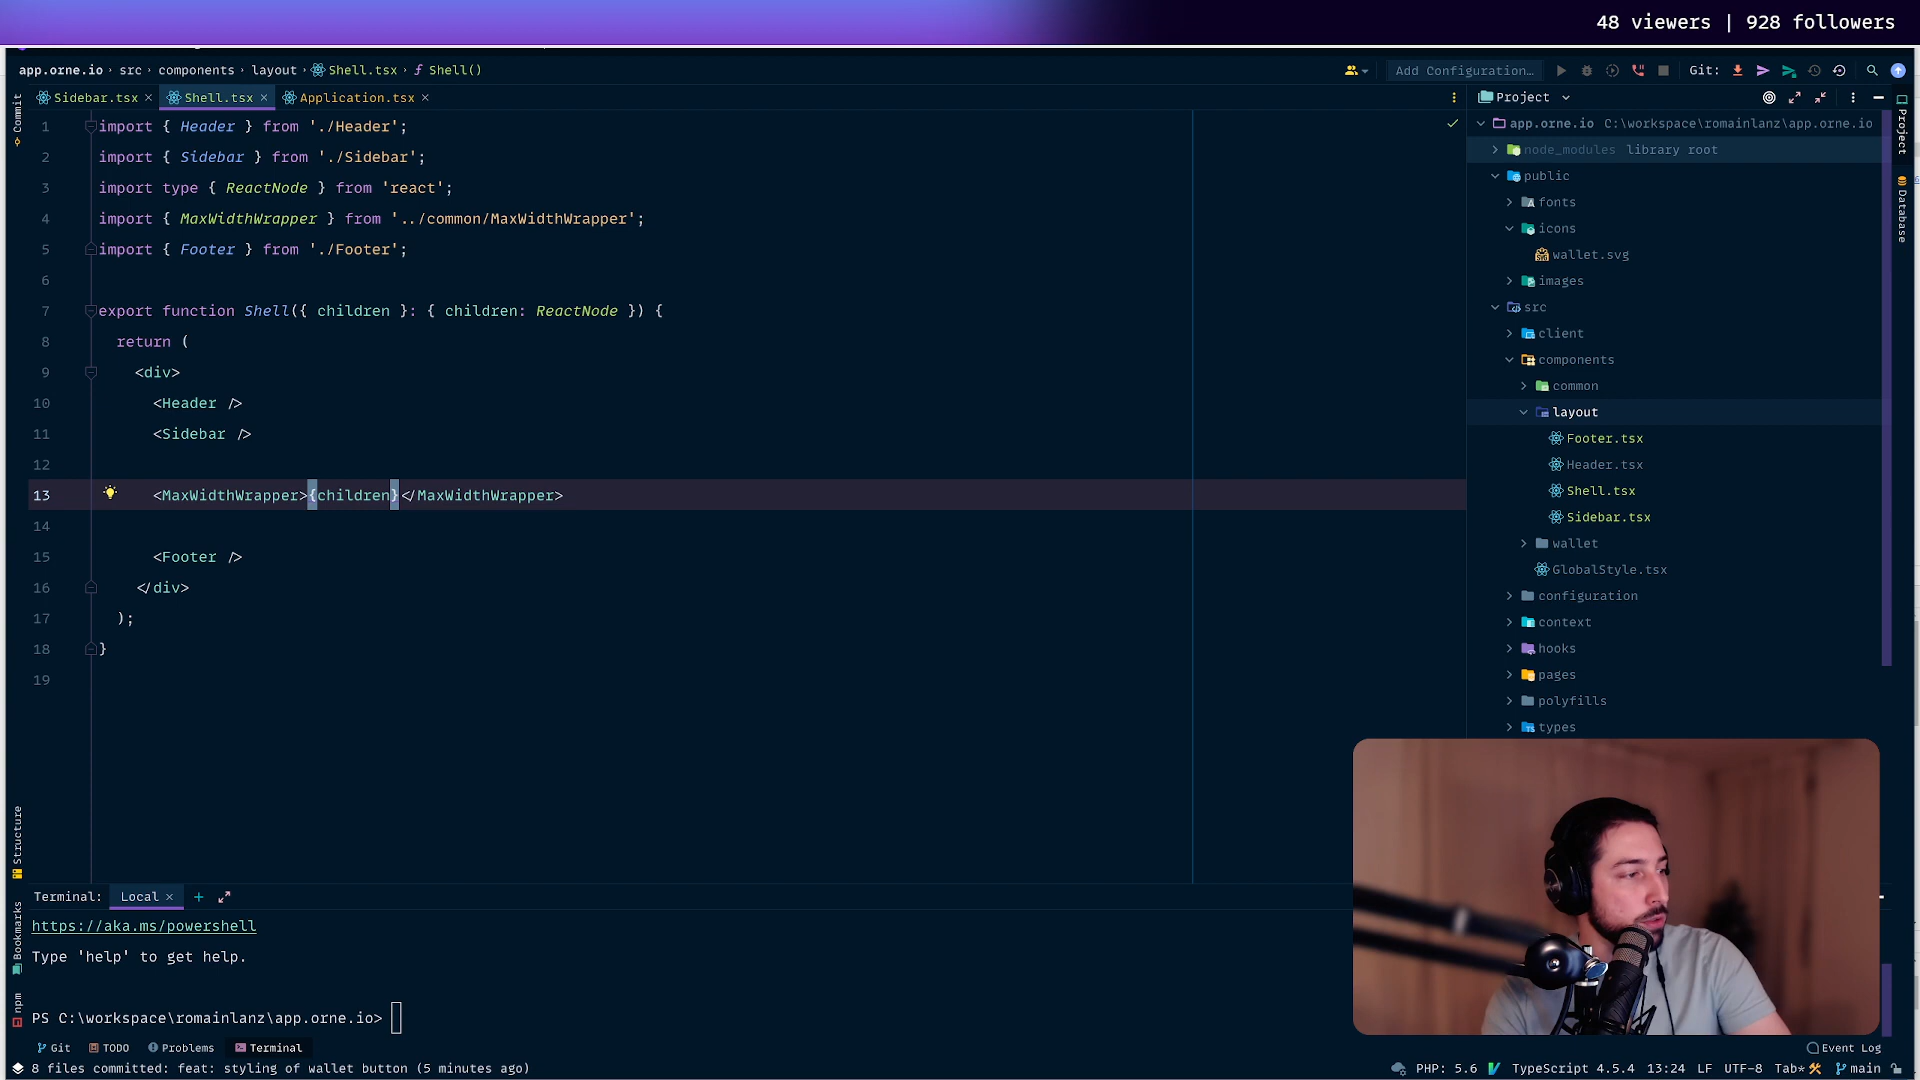 48 viewers | 928 followers
app.orne.io › src › components › layout › Shell.tsx › Shell()
Add Configuration...
Git:
Sidebar.tsx
Shell.tsx
Application.tsx
Project
Commit
1 import { Header } from './Header';
2 import { Sidebar } from './Sidebar';
3 import type { ReactNode } from 'react';
4 import { MaxWidthWrapper } from '../common/MaxWidthWrapper';
5 import { Footer } from './Footer';
6
7 export function Shell({ children }: { children: ReactNode }) {
8 return (
9 <div>
10 <Header />
11 <Sidebar />
12
13 <MaxWidthWrapper>{children}</MaxWidthWrapper>
14
15 <Footer />
16 </div>
17 );
18 }
19
app.orne.io C:\workspace\romainlanz\app.orne.io
node_modules library root
public
fonts
icons
wallet.svg
images
src
client
components
common
layout
Footer.tsx
Header.tsx
Shell.tsx
Sidebar.tsx
wallet
GlobalStyle.tsx
configuration
context
hooks
pages
polyfills
types
Project
Database
Structure
Bookmarks
npm
Terminal: Local
https://aka.ms/powershell
Type 'help' to get help.
PS C:\workspace\romainlanz\app.orne.io>
Git TODO Problems Terminal
Event Log
8 files committed: feat: styling of wallet button (5 minutes ago)
PHP: 5.6 TypeScript 4.5.4 13:24 LF UTF-8 Tab* main